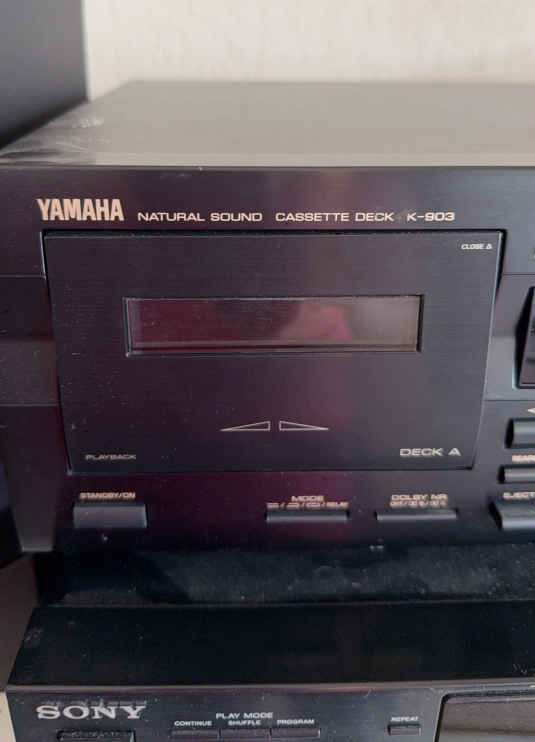 YAMAHA NATURAL SOUND CASSETTE DECK K-903
CLOSE
PLAYBACK
DECK A
STANDBY/ON
MODE
DOLBY NR
SEAR
EJECT
SONY
PLAY MODE
CONTINUE SHUFFLE PROGRAM
REPEAT